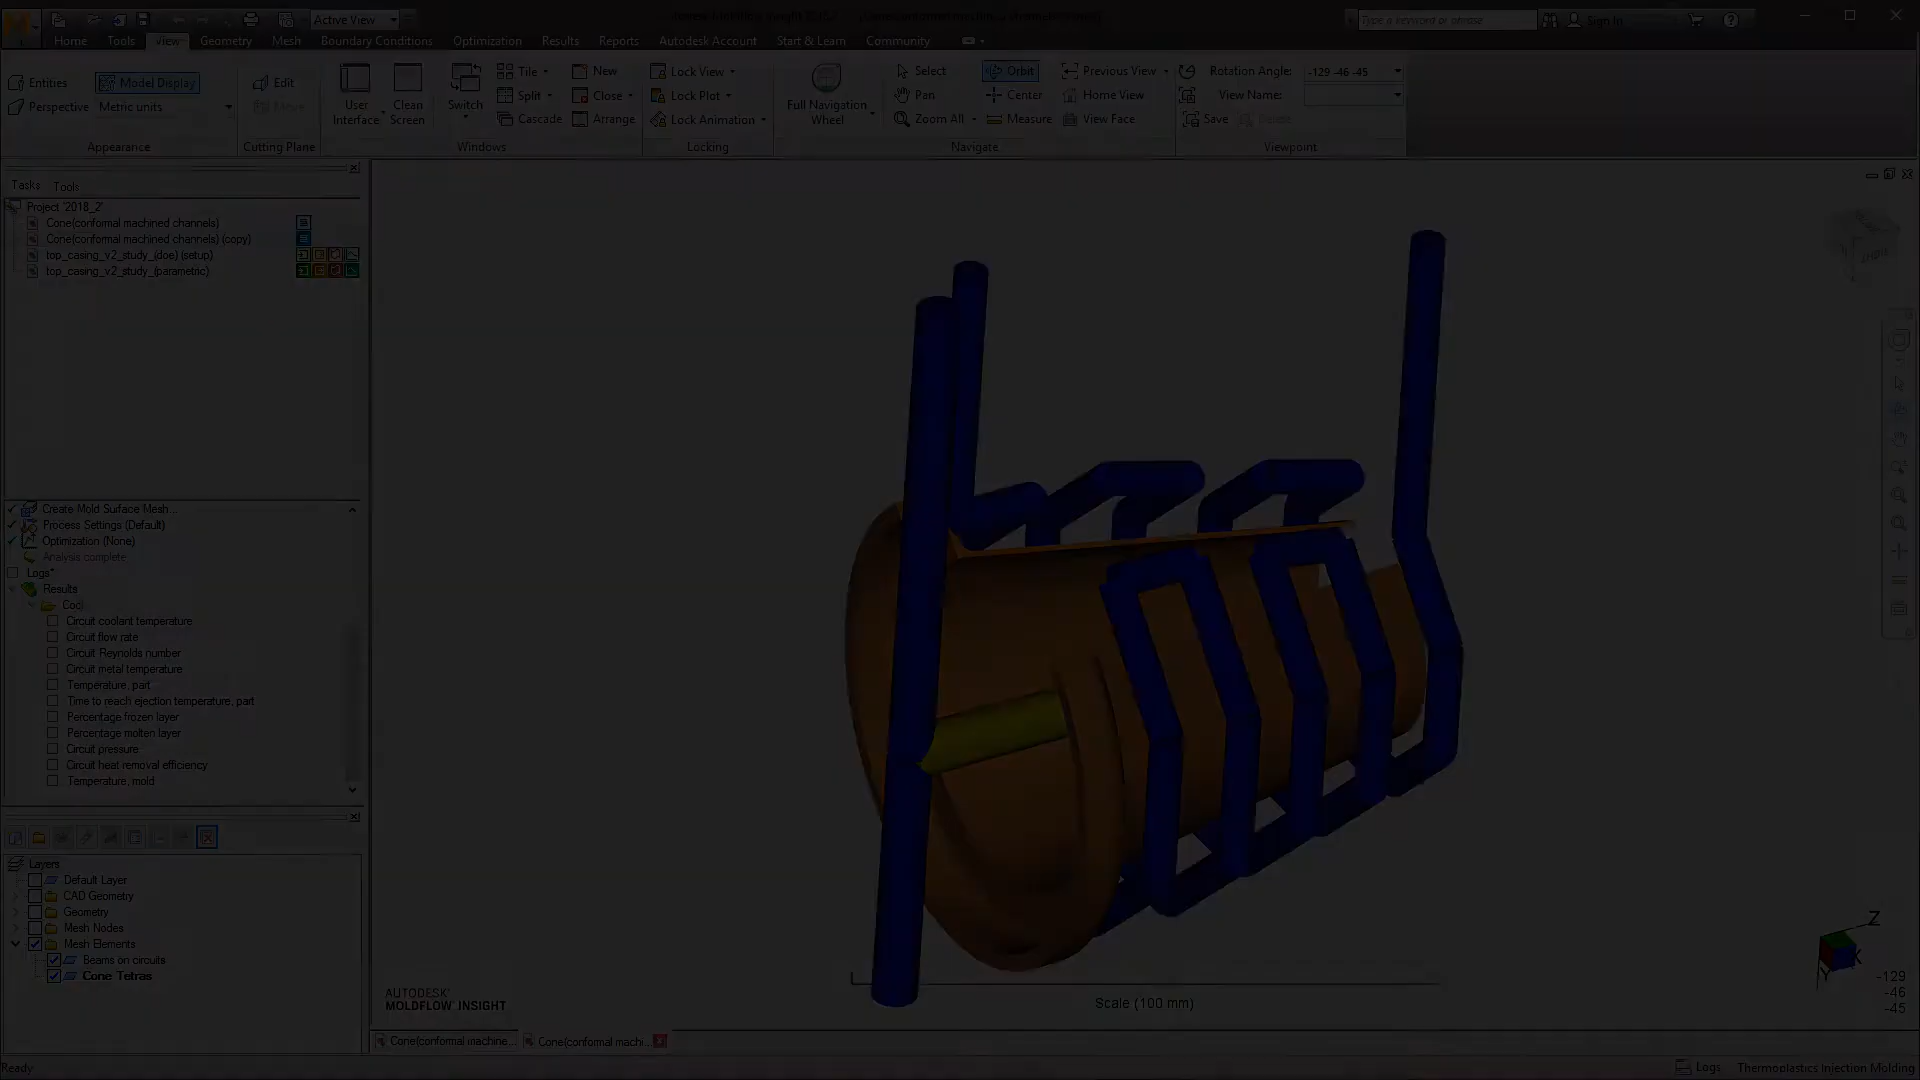 Active View
Type a keyword or phrase
Sign In
Home Tools View Geometry Mesh Boundary Conditions Optimization Results Reports Autodesk Account Start & Learn Community
Entities
Model Display
Perspective
Metric units
Appearance
Edit
Move
Cutting Plane
User Interface
Clean Screen
Switch
Tile
Split
Cascade
New
Close
Arrange
Windows
Lock View
Lock Plot
Lock Animation
Locking
Full Navigation Wheel
Select
Pan
Zoom All
Orbit
Center
Measure
Previous View
Home View
View Face
Navigate
Rotation Angle: -129 -46 -45
View Name:
Save
Delete
Viewpoint
Tasks Tools
Project '2018_2'
Cone(conformal machined channels)
Cone(conformal machined channels) (copy)
top_casing_v2_study_(doe) (setup)
top_casing_v2_study_(parametric)
Create Mold Surface Mesh...
Process Settings (Default)
Optimization (None)
Analysis complete
Logs*
Results
Cool
Circuit coolant temperature
Circuit flow rate
Circuit Reynolds number
Circuit metal temperature
Temperature, part
Time to reach ejection temperature, part
Percentage frozen layer
Percentage molten layer
Circuit pressure
Circuit heat removal efficiency
Temperature, mold
Layers
Default Layer
CAD Geometry
Geometry
Mesh Nodes
Mesh Elements
Beams on circuits
Cone Tetras
AUTODESK
MOLDFLOW INSIGHT
Scale (100 mm)
Z
X
Y
-129
-46
-45
Cone(conformal machine...
Cone(conformal machi...
Ready
Logs
Thermoplastics Injection Molding